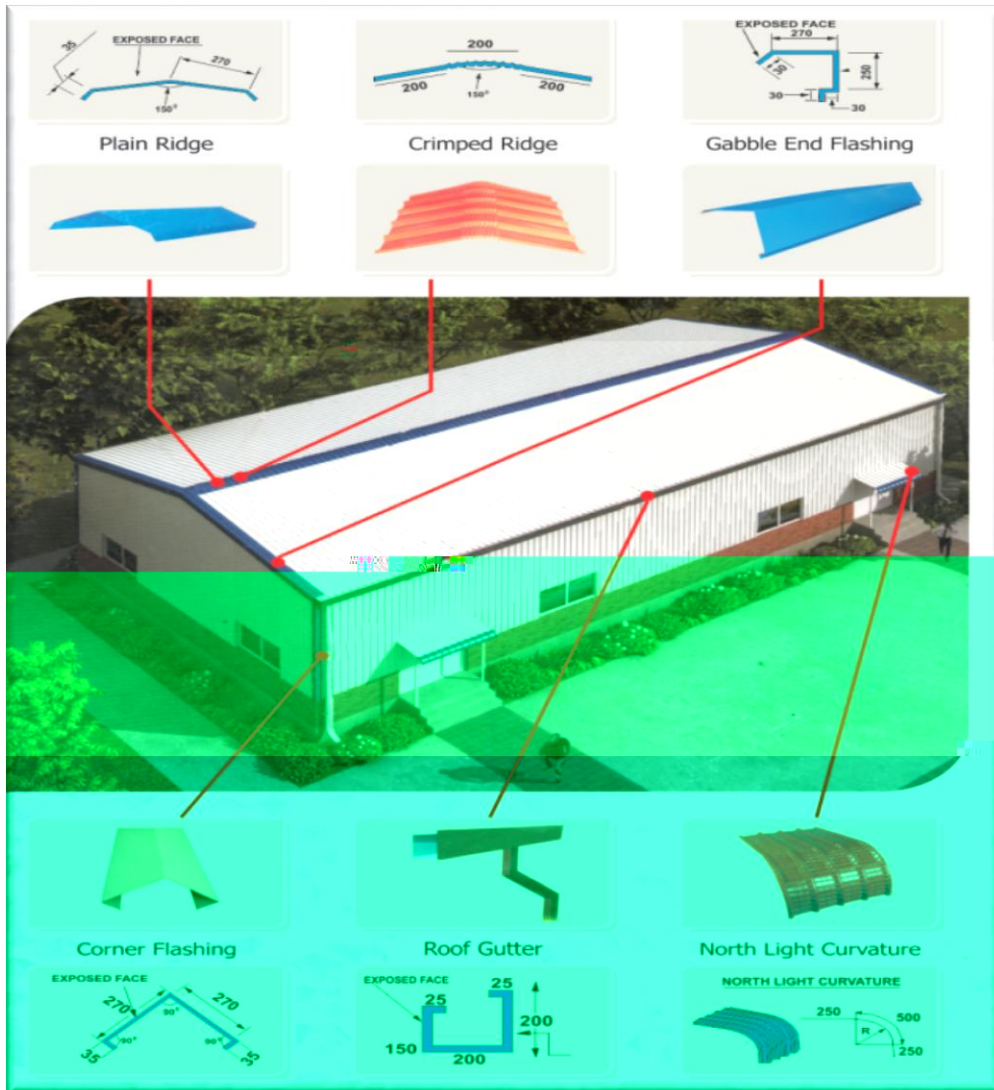 35
EXPOSED FACE
270
150°
200
200
200
150°
EXPOSED FACE
270
50
250
30
30
Plain Ridge
Crimped Ridge
Gabble End Flashing
Corner Flashing
Roof Gutter
North Light Curvature
EXPOSED FACE
270
270
90°
90°
90°
35
35
EXPOSED FACE
25
25
200
150
200
NORTH LIGHT CURVATURE
250
500
R
250